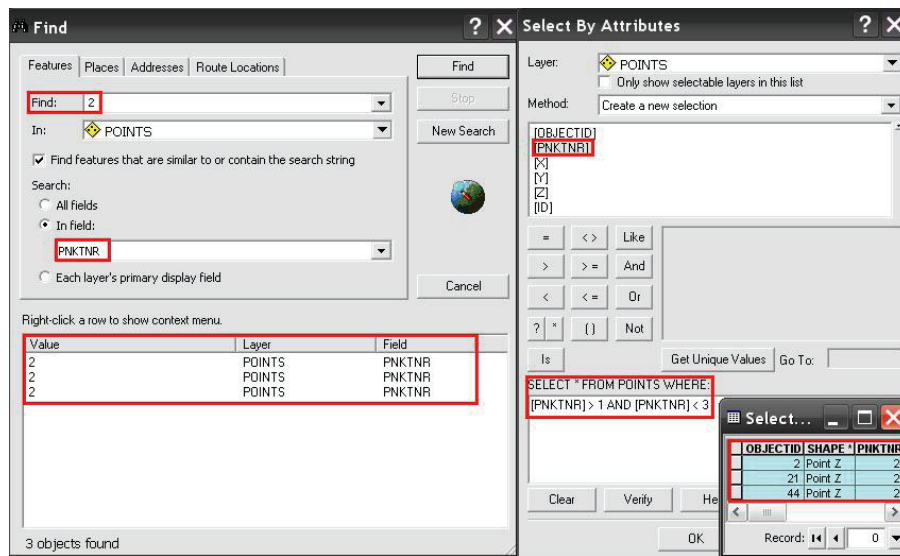 Find
? X
Features Places Addresses Route Locations
Find: 2
In: POINTS
Find features that are similar to or contain the search string
Search:
All fields
In field:
PNKTNR
Each layer's primary display field
Find
Stop
New Search
Cancel
Right-click a row to show context menu.
Value Layer Field
2 POINTS PNKTNR
2 POINTS PNKTNR
2 POINTS PNKTNR
3 objects found
Select By Attributes
? X
Layer: POINTS
Only show selectable layers in this list
Method: Create a new selection
[OBJECTID]
[PNKTNR]
[X]
[Y]
[Z]
[ID]
= < > Like
> > = And
< < = Or
? * ( ) Not
Is Get Unique Values Go To:
SELECT * FROM POINTS WHERE:
[PNKTNR] > 1 AND [PNKTNR] < 3
Clear Verify He
OK
Select...
OBJECTID SHAPE * PNKTNR
2 Point Z 2
21 Point Z 2
44 Point Z 2
Record: 0